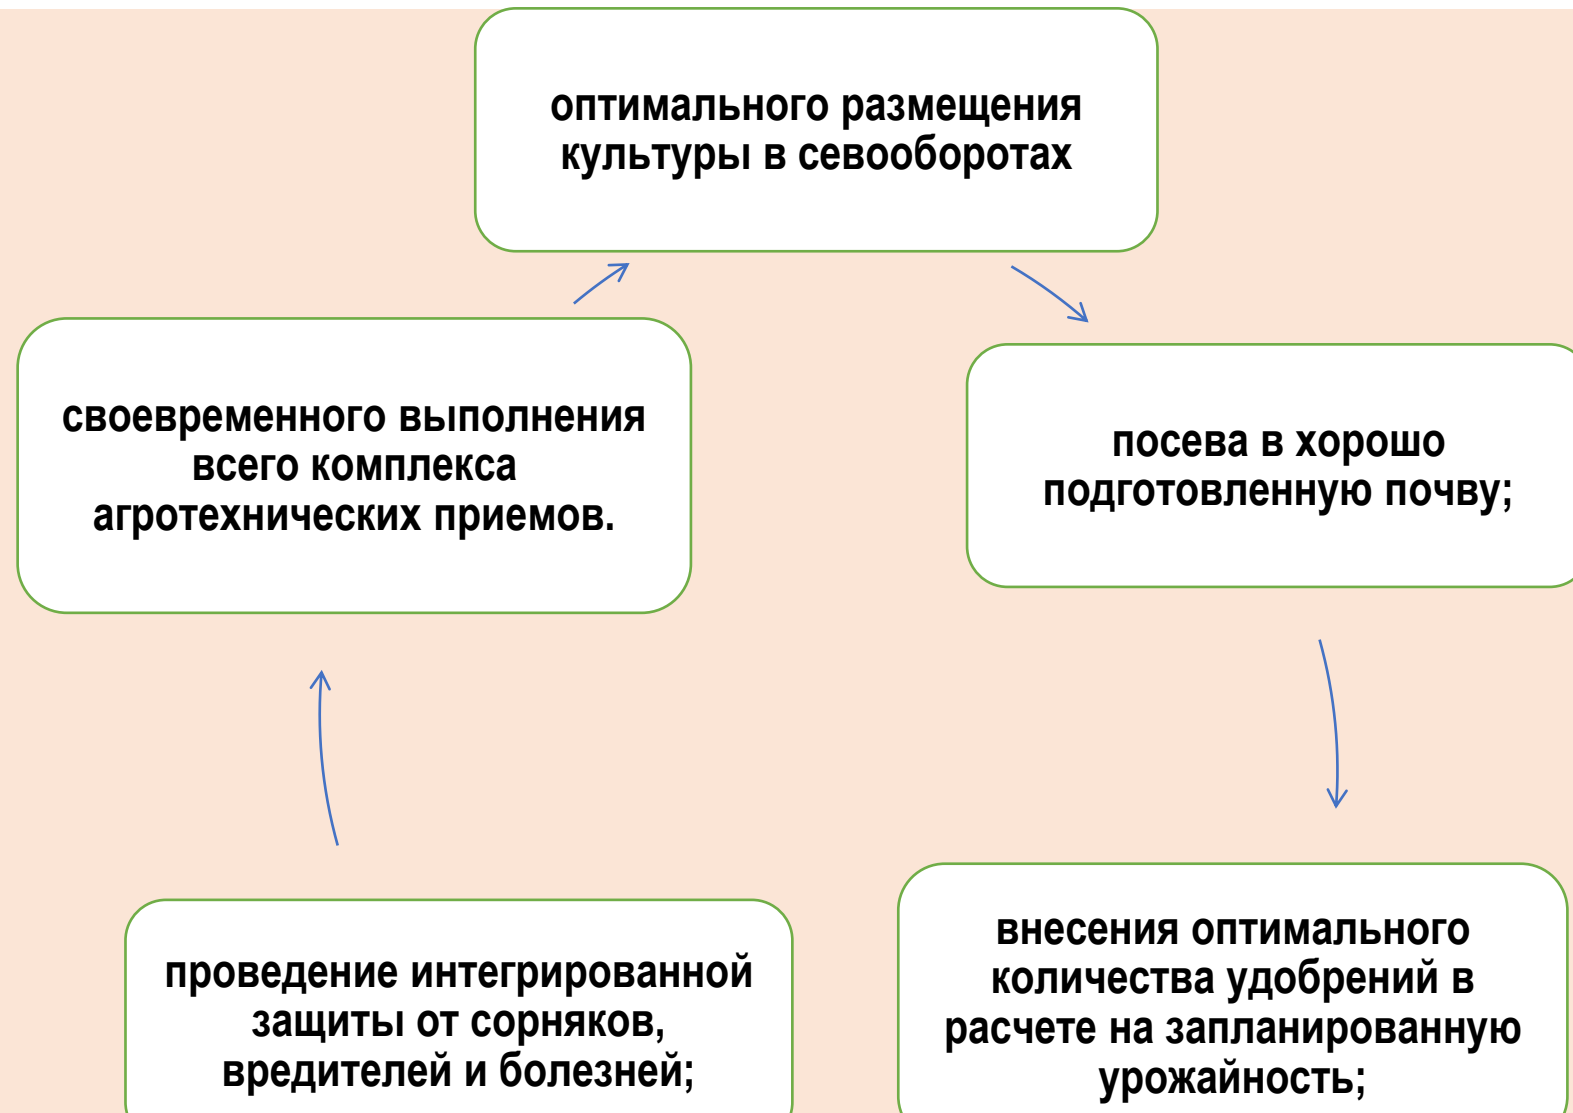 оптимального размещения
культуры в севооборотах
своевременного выполнения
всего комплекса
агротехнических приемов.
посева в хорошо
подготовленную почву;
проведение интегрированной
защиты от сорняков,
вредителей и болезней;
внесения оптимального
количества удобрений в
расчете на запланированную
урожайность;